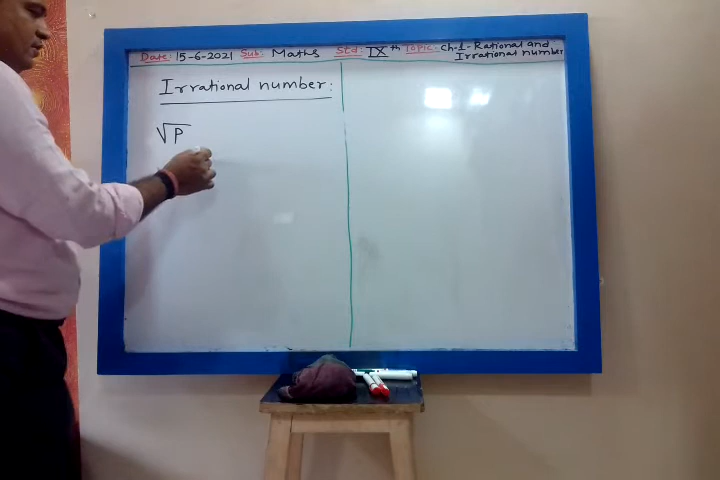 Date: 15-6-2021 Sub: Maths Std: IXth Topic: Ch-1-Rational and
Irrational number
Irrational number:
√P